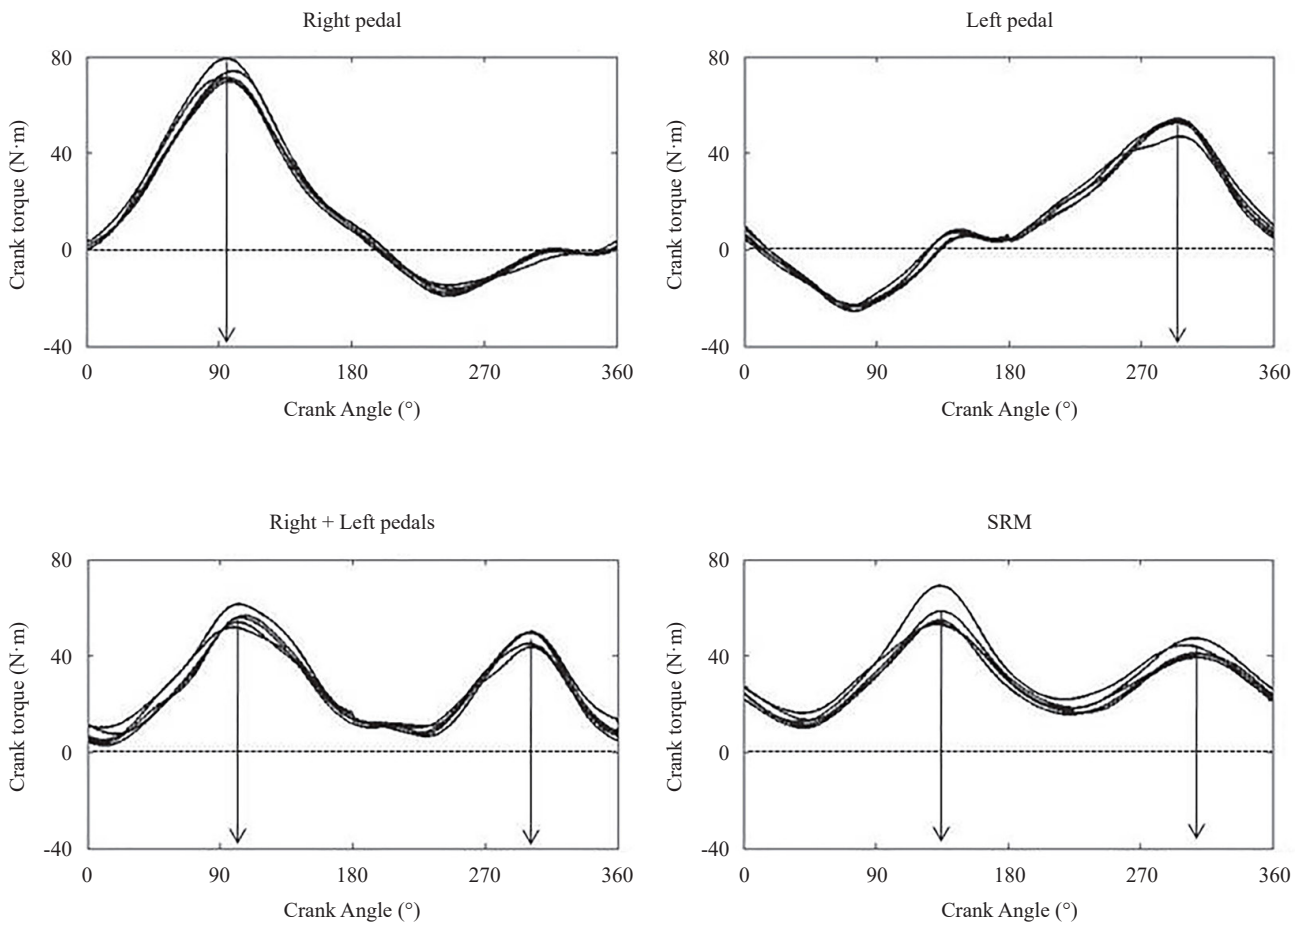 Right pedal
80
40
0
-40
Crank torque (N·m)
0 90 180 270 360
Crank Angle (°)
Left pedal
80
40
0
-40
Crank torque (N·m)
0 90 180 270 360
Crank Angle (°)
Right + Left pedals
80
40
0
-40
Crank torque (N·m)
0 90 180 270 360
Crank Angle (°)
SRM
80
40
0
-40
Crank torque (N·m)
0 90 180 270 360
Crank Angle (°)